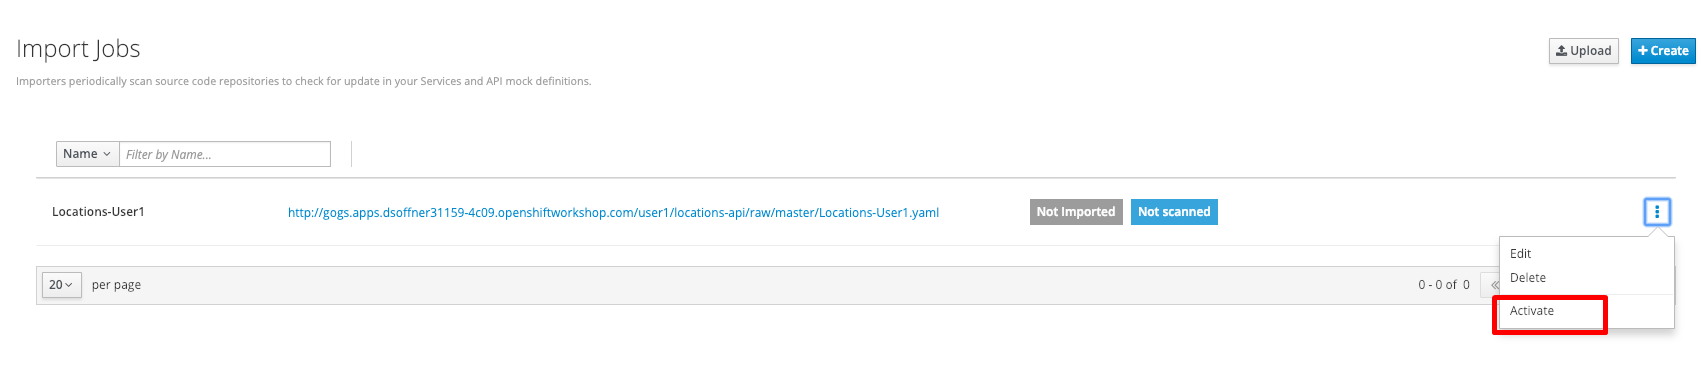 Import Jobs
Upload
+ Create
Importers periodically scan source code repositories to check for update in your Services and API mock definitions.
Name
Filter by Name...
Locations-User1
http://gogs.apps.dsoffner31159-4c09.openshiftworkshop.com/user1/locations-api/raw/master/Locations-User1.yaml
Not Imported
Not scanned
Edit
Delete
Activate
20
per page
0 - 0 of 0